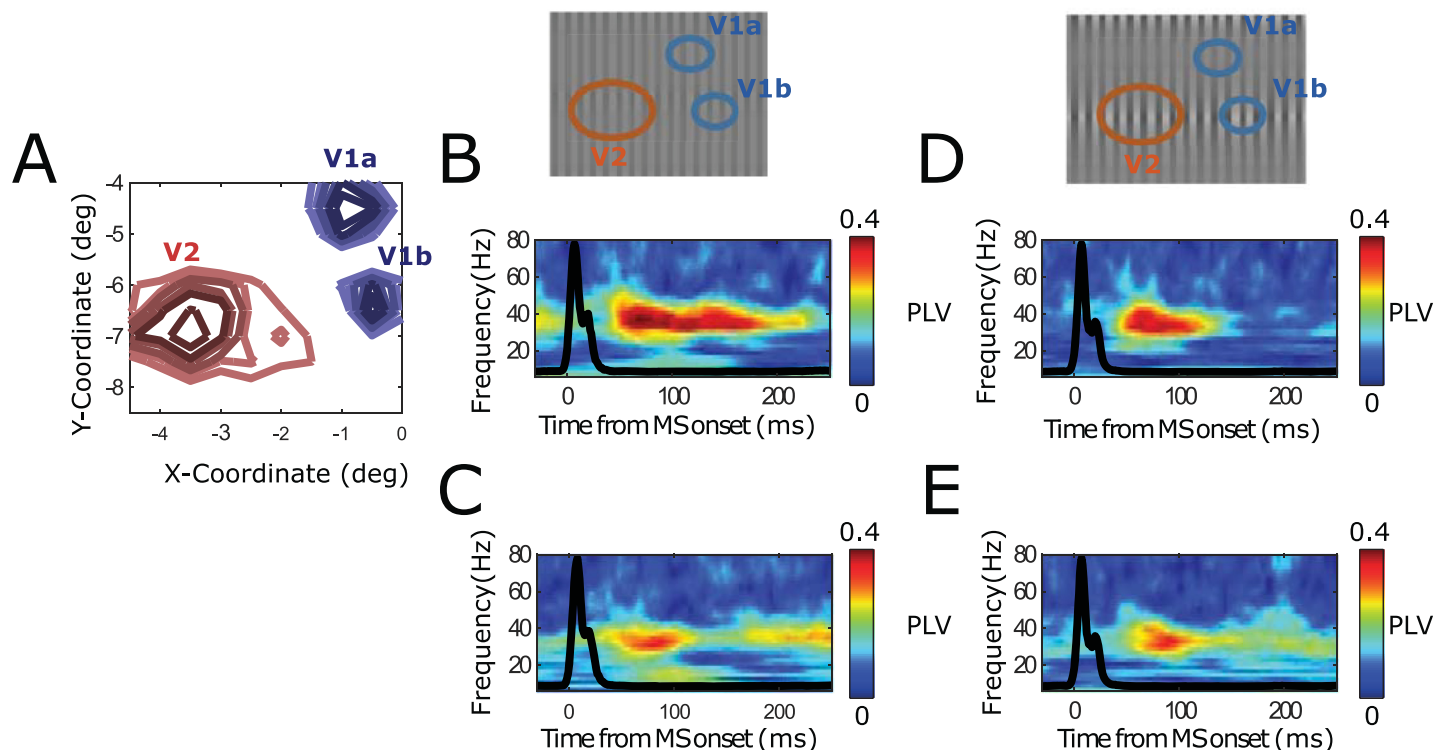 A
V1a
V2
V1b
-4
-5
-6
-7
-8
Y-Coordinate (deg)
-4
-3
-2
-1
0
X-Coordinate (deg)
V1a
V1b
V2
B
80
60
40
20
Frequency(Hz)
0
100
200
Time from MS onset (ms)
0.4
PLV
0
C
80
60
40
20
Frequency(Hz)
0
100
200
Time from MS onset (ms)
0.4
PLV
0
V1a
V1b
V2
D
80
60
40
20
Frequency(Hz)
0
100
200
Time from MS onset (ms)
0.4
PLV
0
E
80
60
40
20
Frequency(Hz)
0
100
200
Time from MS onset (ms)
0.4
PLV
0